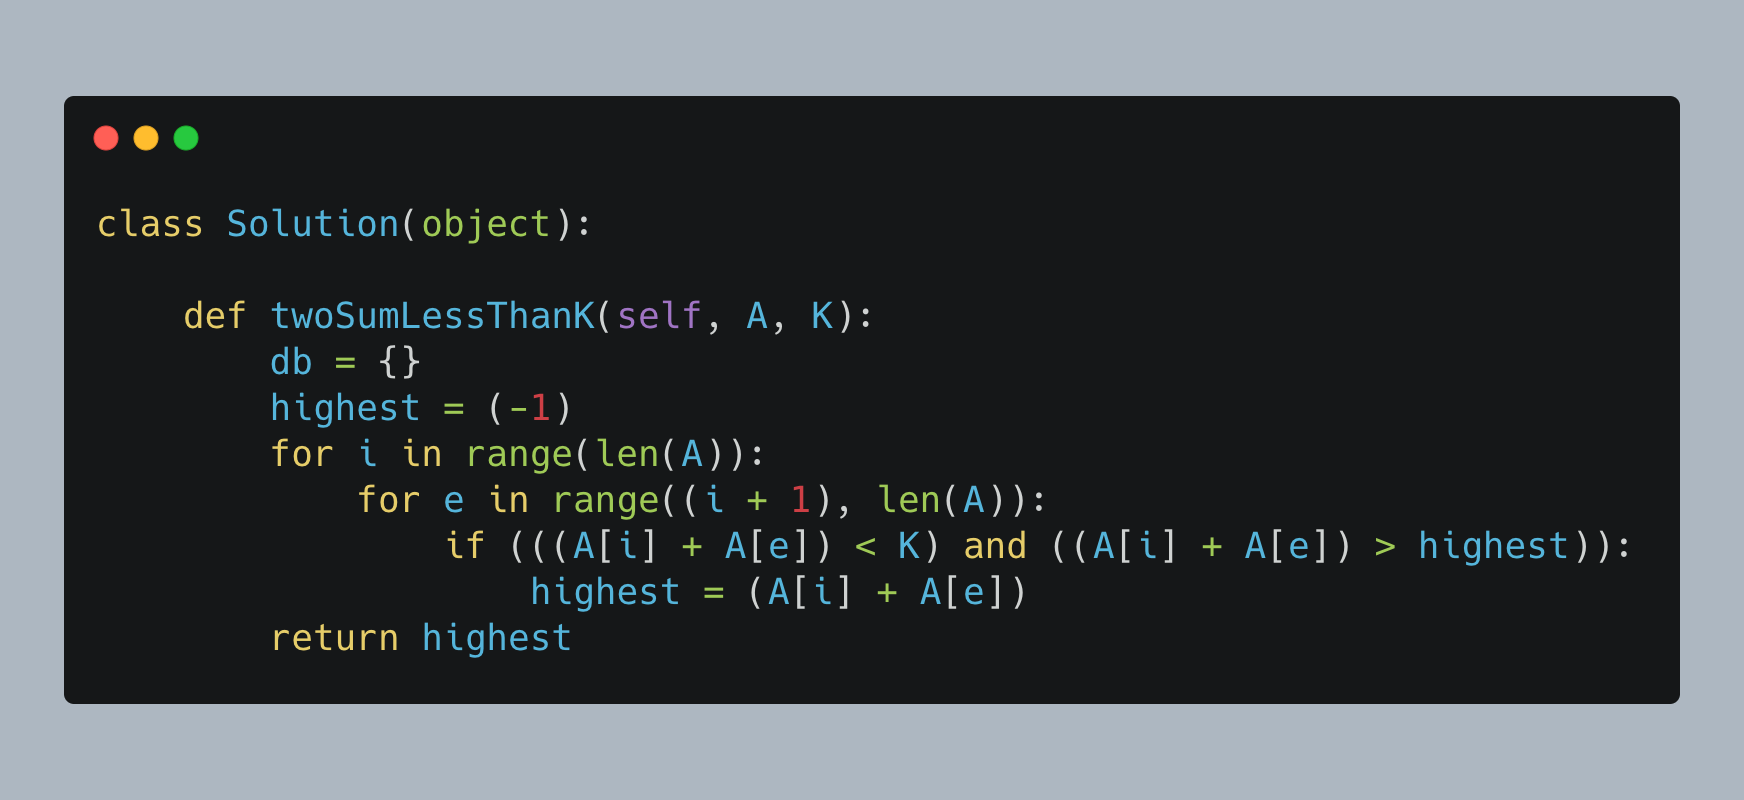 class Solution(object):

    def twoSumLessThanK(self, A, K):
        db = {}
        highest = (-1)
        for i in range(len(A)):
            for e in range((i + 1), len(A)):
                if (((A[i] + A[e]) < K) and ((A[i] + A[e]) > highest)):
                    highest = (A[i] + A[e])
        return highest